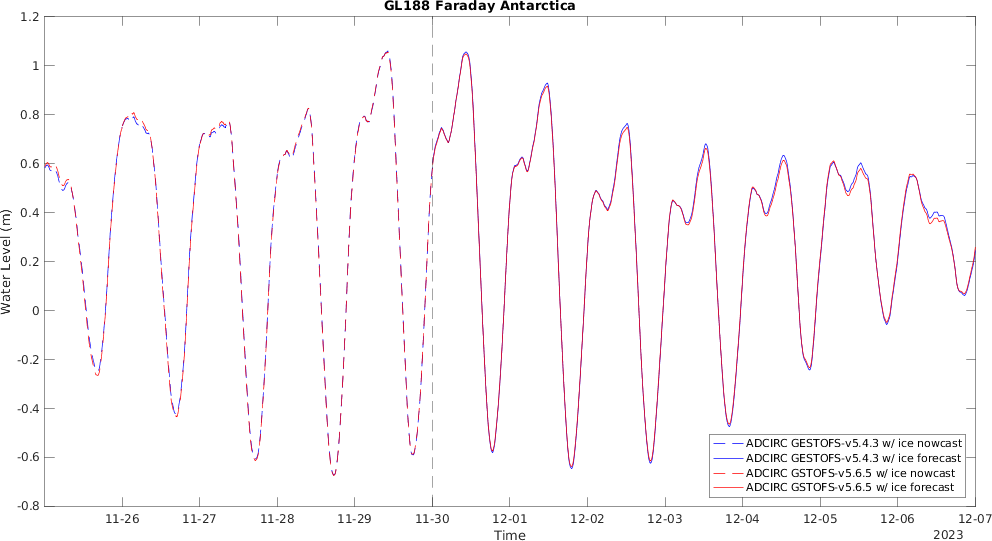 GL188 Faraday Antarctica
1.2
1
0.8
0.6
0.4
0.2
0
-0.2
-0.4
-0.6
-0.8
Water Level (m)
ADCIRC GESTOFS-v5.4.3 w/ ice nowcast
ADCIRC GESTOFS-v5.4.3 w/ ice forecast
ADCIRC GSTOFS-v5.6.5 w/ ice nowcast
ADCIRC GSTOFS-v5.6.5 w/ ice forecast
11-26 11-27 11-28 11-29 11-30 12-01 12-02 12-03 12-04 12-05 12-06 12-07
Time
2023